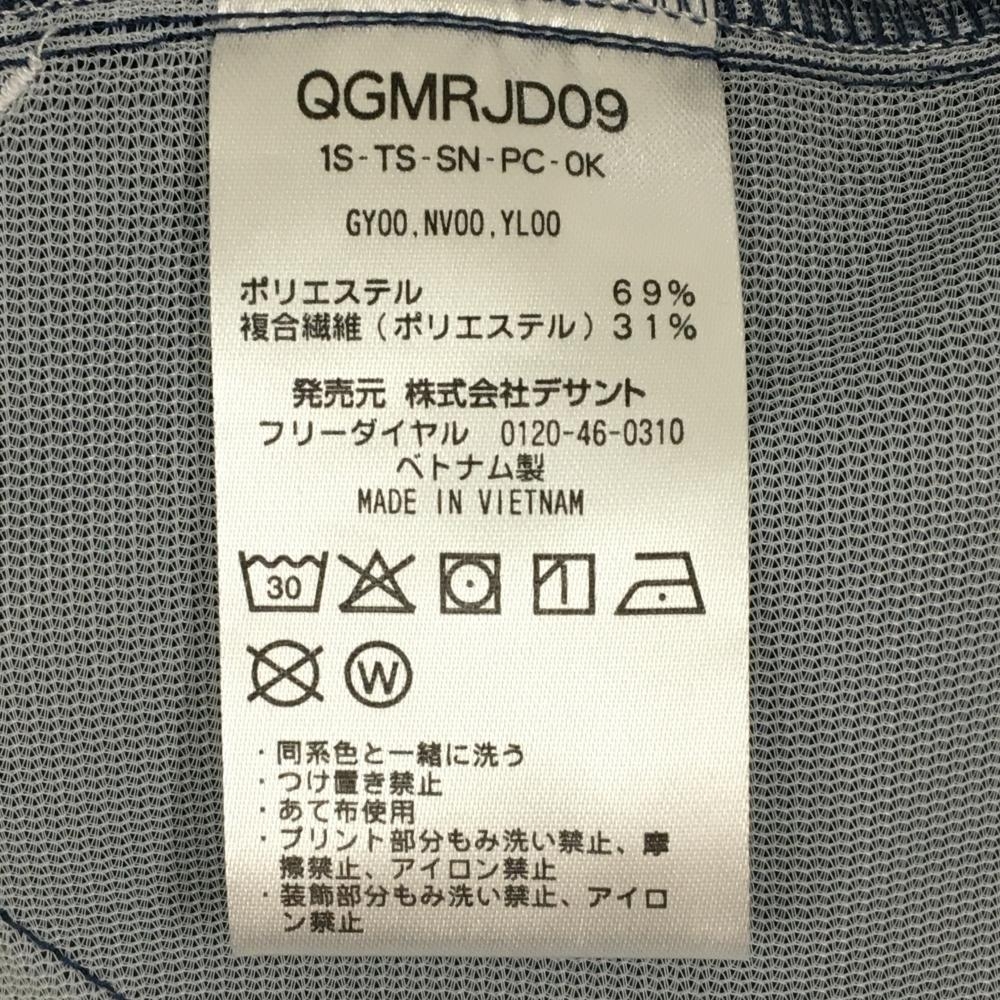 QGMRJD09
1S-TS-SN-PC-OK
GY00,NV00,YL00
ポリエステル 69%
複合繊維(ポリエステル)31%
発売元 株式会社デサント
フリーダイヤル 0120-46-0310
ベトナム製
MADE IN VIETNAM
30
W
・同系色と一緒に洗う
・つけ置き禁止
・あて布使用
・プリント部分もみ洗い禁止、摩
擦禁止、アイロン禁止
・装飾部分もみ洗い禁止、アイロ
ン禁止